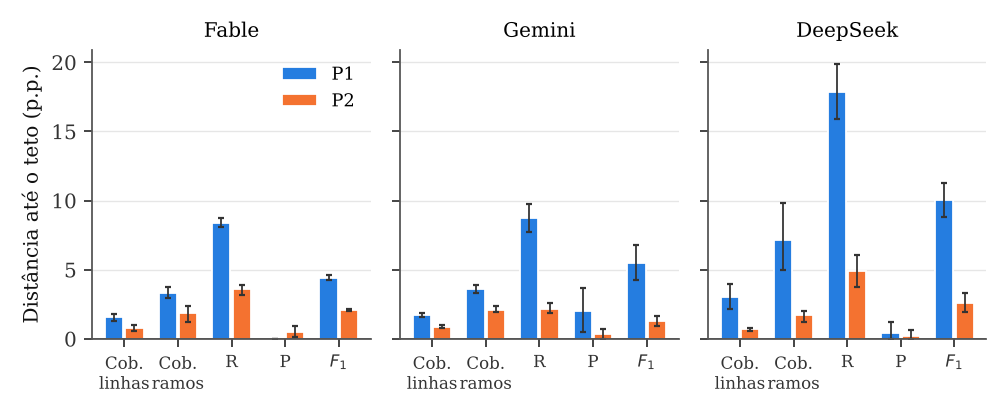 Fable
Gemini
DeepSeek
Distância até o teto (p.p.)
20
15
10
5
0
P1
P2
Cob. linhas
Cob. ramos
R
P
F1
Cob. linhas
Cob. ramos
R
P
F1
Cob. linhas
Cob. ramos
R
P
F1